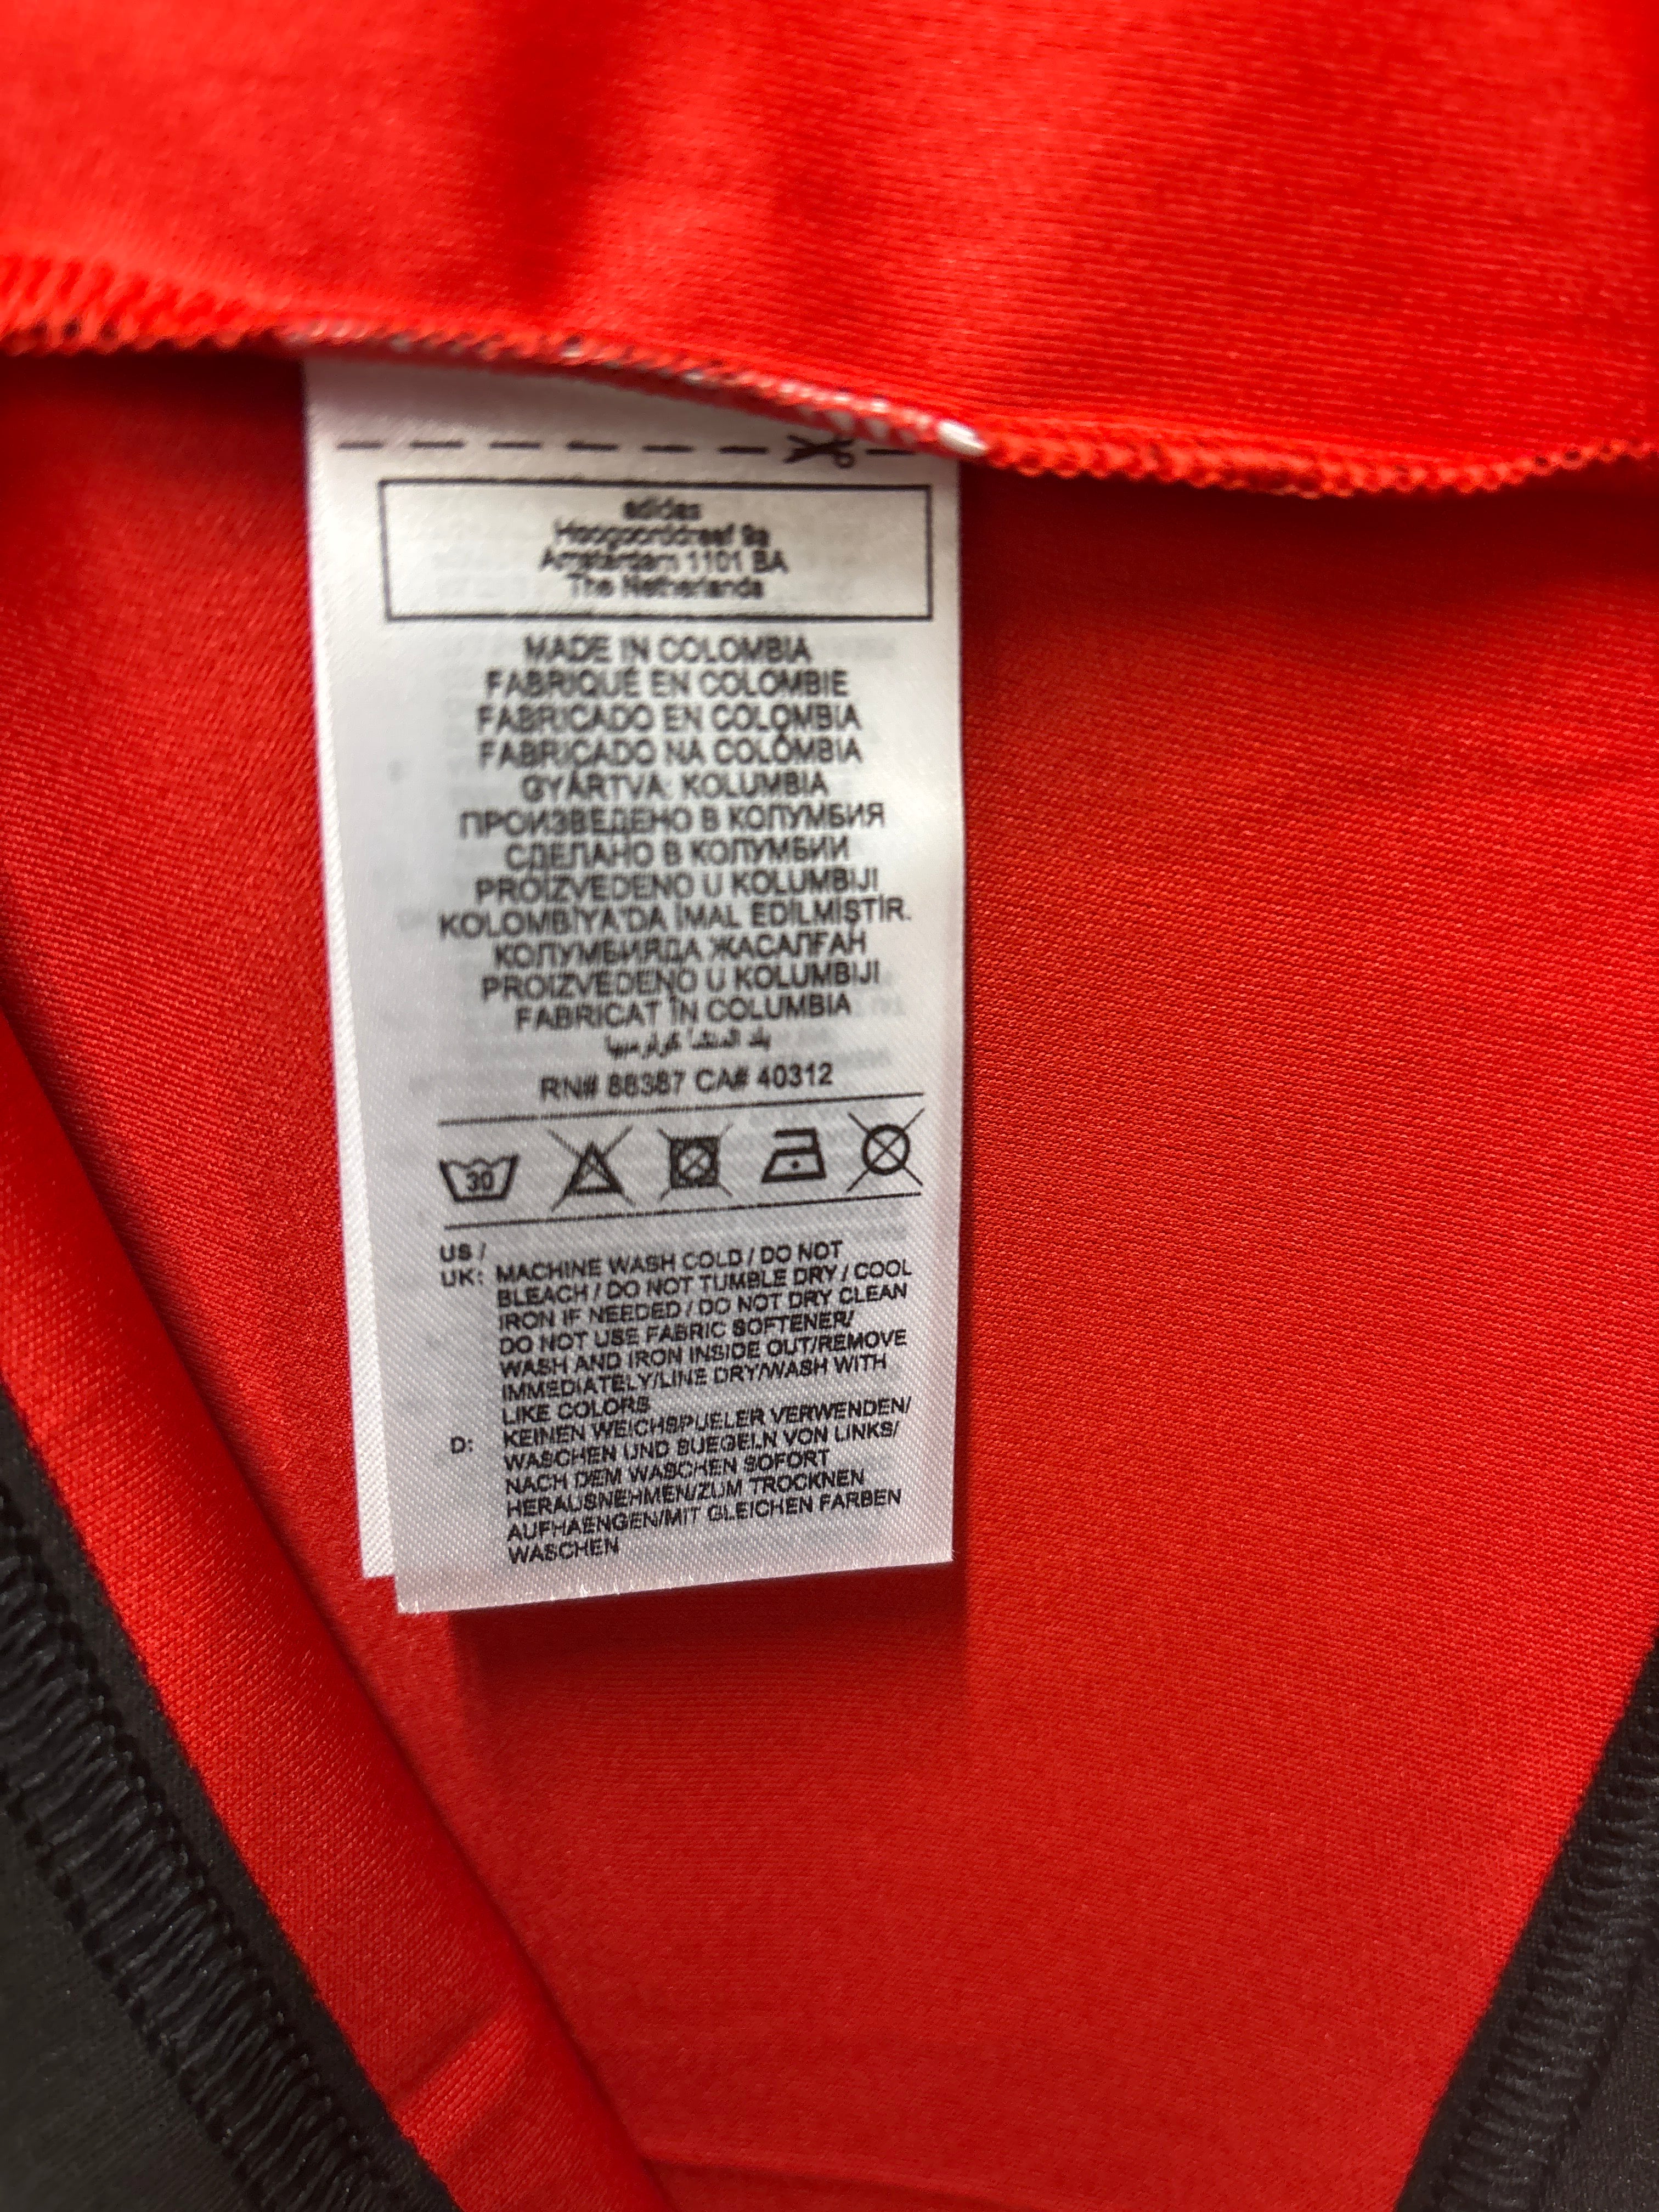 adidas
Hoogoorddreef 9a
Amsterdam 1101 BA
The Netherlands
MADE IN COLOMBIA
FABRIQUÉ EN COLOMBIE
FABRICADO EN COLOMBIA
FABRICADO NA COLÔMBIA
GYÁRTVA: KOLUMBIA
ПРОИЗВЕДЕНО В КОЛУМБИЯ
СДЕЛАНО В КОЛУМБИИ
PROIZVEDENO U KOLUMBIJI
KOLOMBİYA'DA İMAL EDİLMİŞTİR.
КОЛУМБИЯДА ЖАСАЛҒАН
PROIZVEDENO U KOLUMBIJI
FABRICAT ÎN COLUMBIA
بلد المنشأ كولومبيا
RN# 88387 CA# 40312
30
US /
UK: MACHINE WASH COLD / DO NOT
BLEACH / DO NOT TUMBLE DRY / COOL
IRON IF NEEDED / DO NOT DRY CLEAN
DO NOT USE FABRIC SOFTENER/
WASH AND IRON INSIDE OUT/REMOVE
IMMEDIATELY/LINE DRY/WASH WITH
LIKE COLORS
D: KEINEN WEICHSPUELER VERWENDEN/
WASCHEN UND BUEGELN VON LINKS/
NACH DEM WASCHEN SOFORT
HERAUSNEHMEN/ZUM TROCKNEN
AUFHAENGEN/MIT GLEICHEN FARBEN
WASCHEN